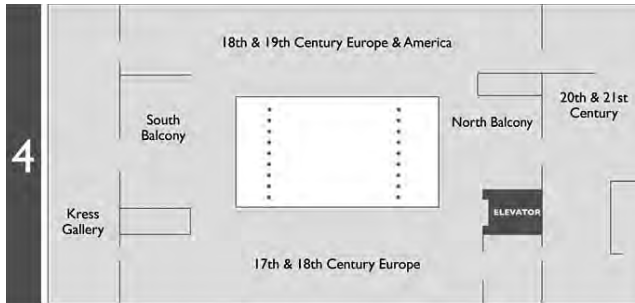 4
18th & 19th Century Europe & America
South
Balcony
North Balcony
20th & 21st
Century
Kress
Gallery
ELEVATOR
17th & 18th Century Europe